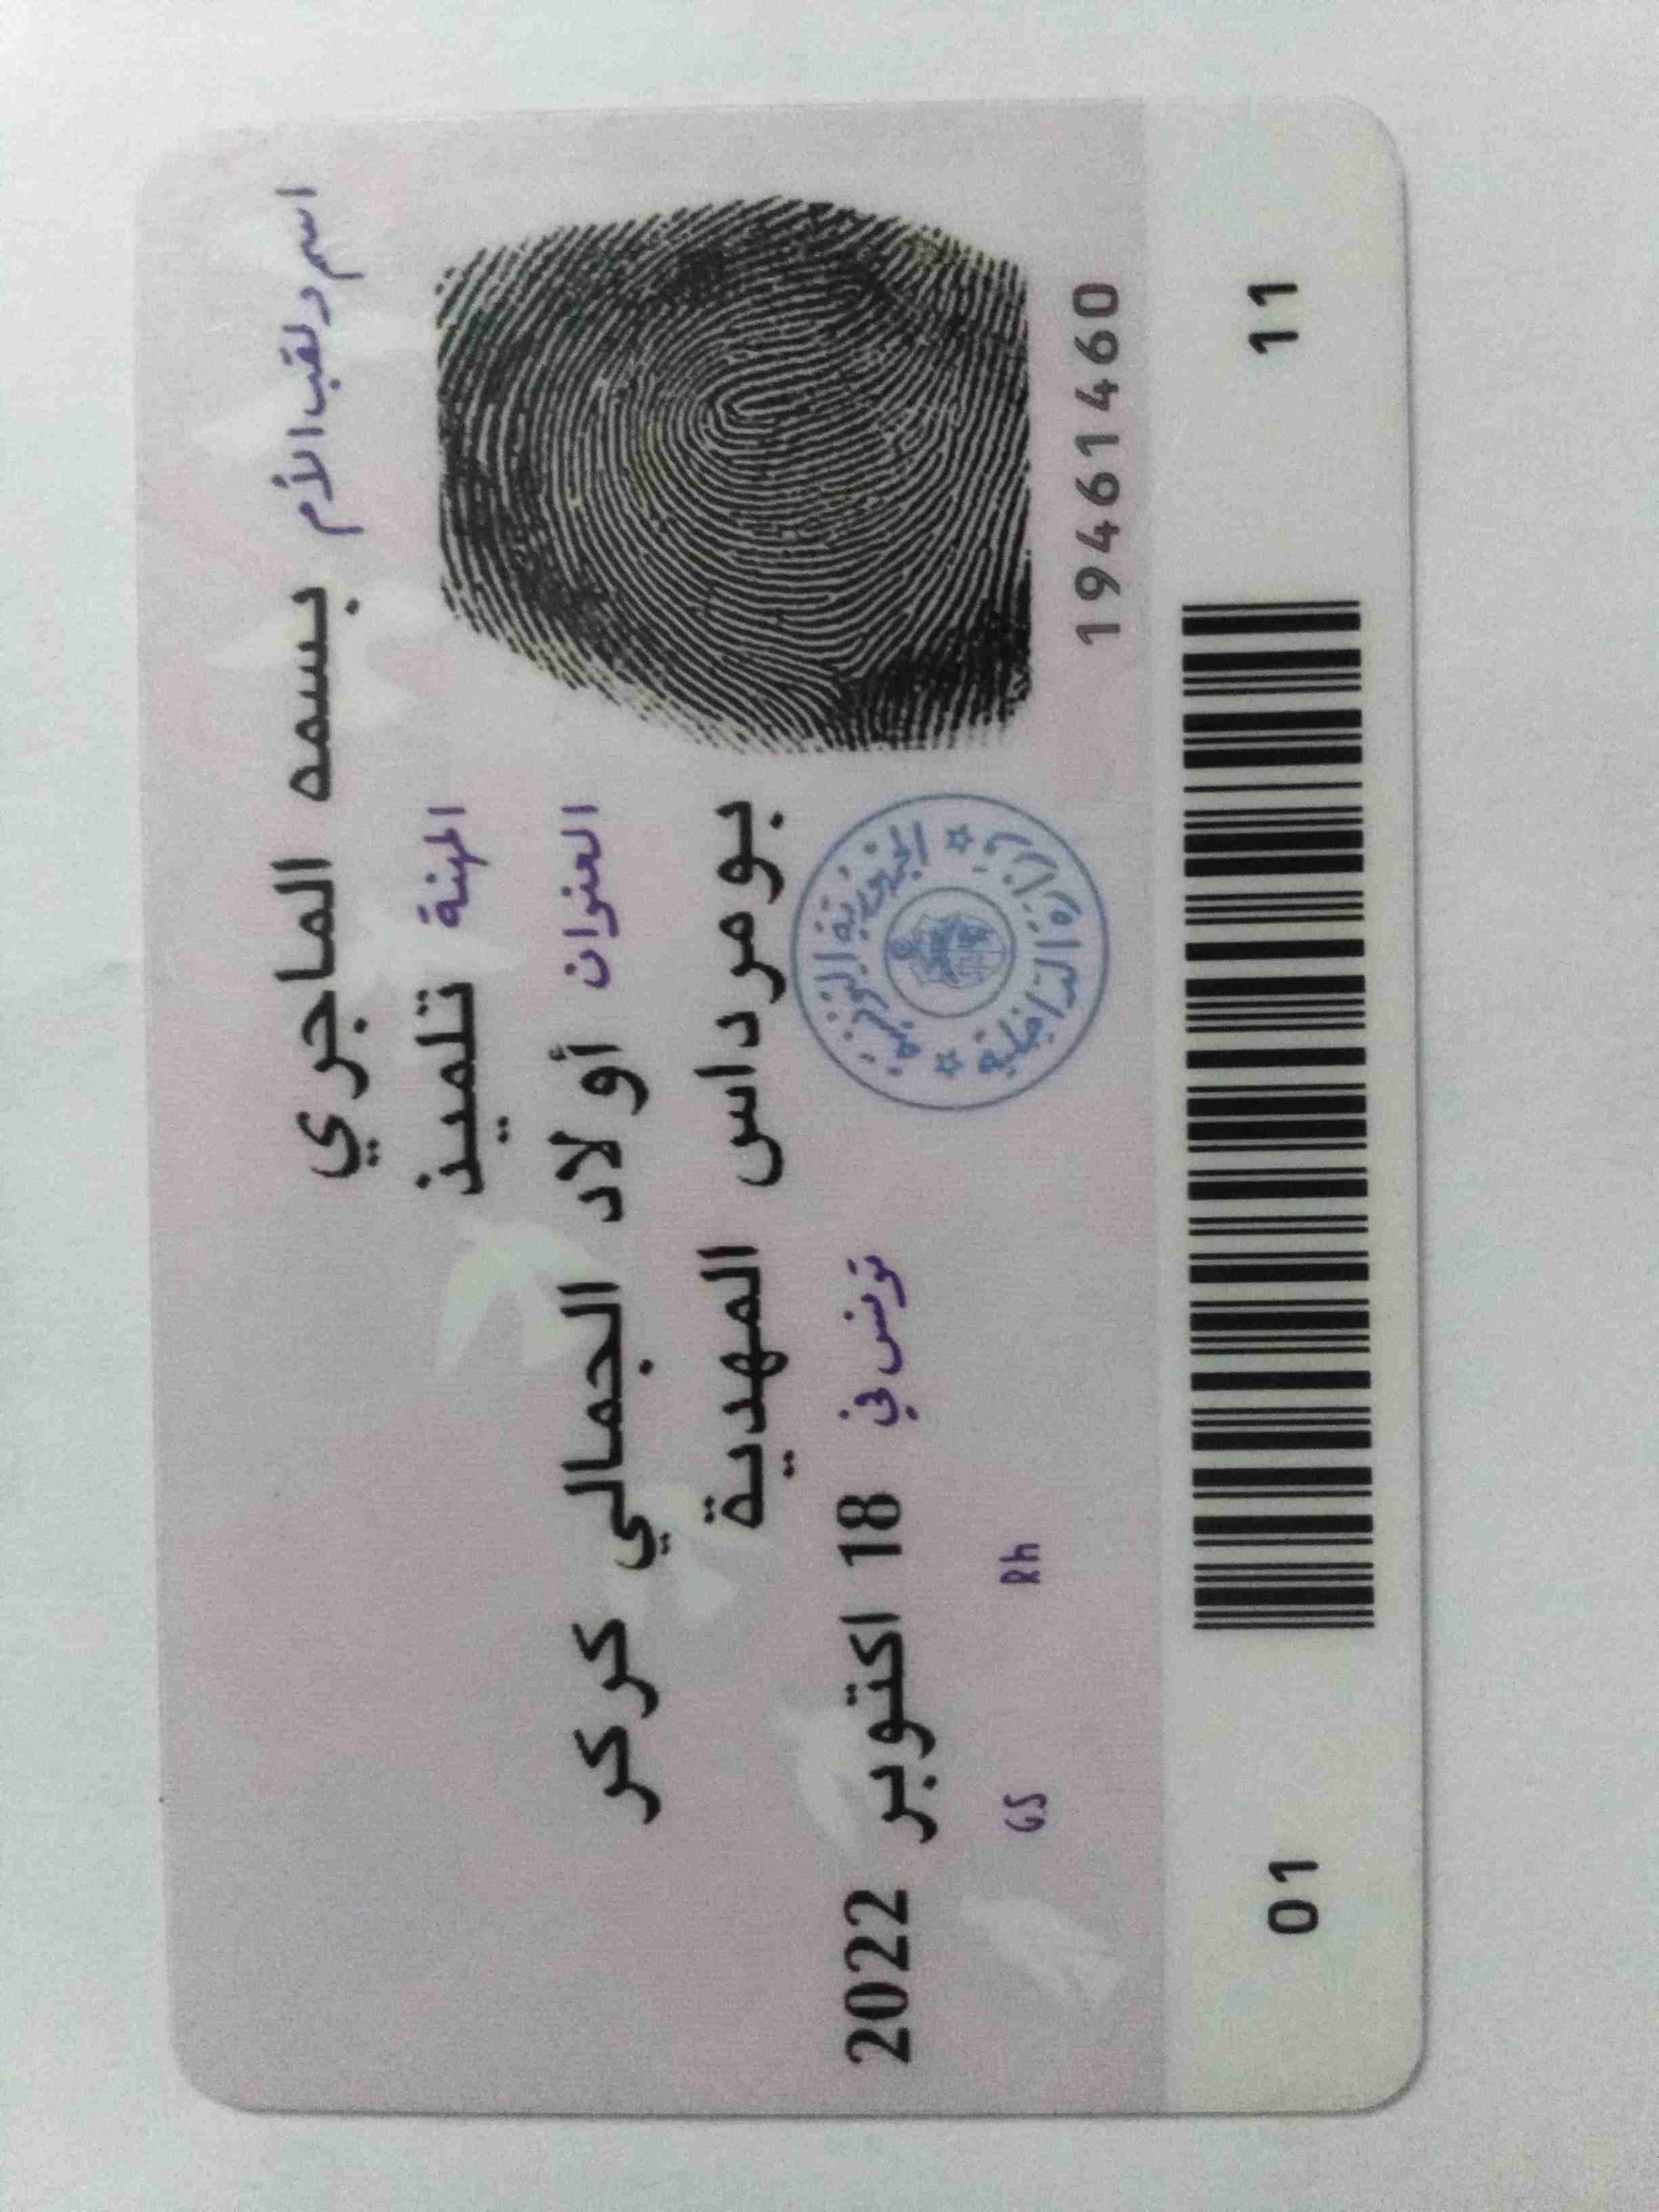 اسم ولقب الأم بسمه الماجري
المهنة تلميذ
العنوان أولاد الجمالي كركر
بومرداس المهدية
تونس في 18 اكتوبر 2022
Rh GS
الجمهورية التونسية
وزارة الداخلية
19461460
11 01